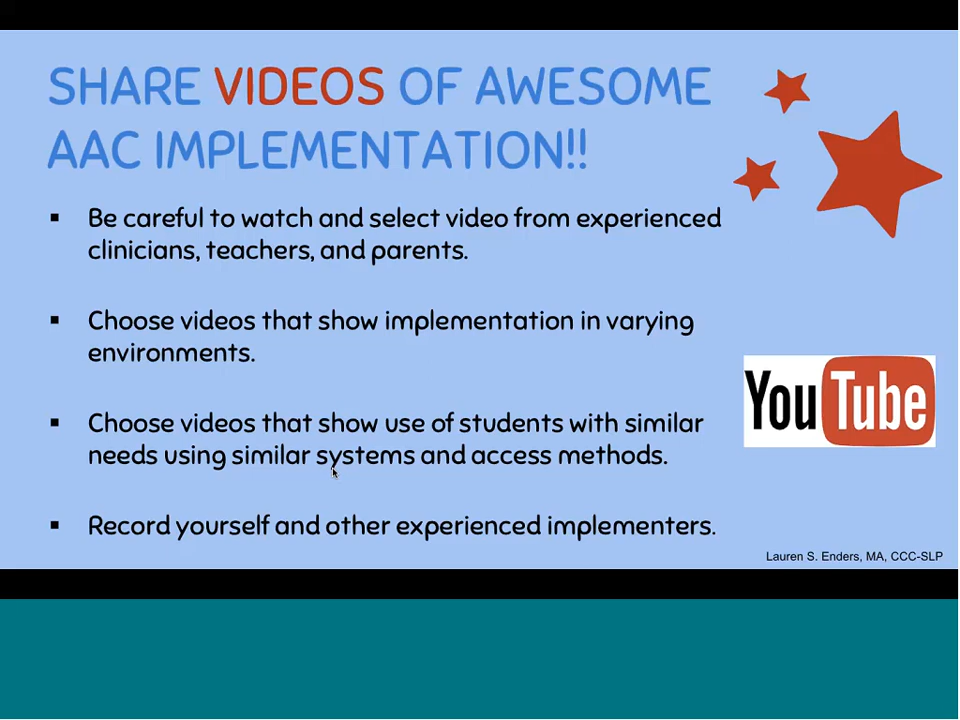 SHARE VIDEOS OF AWESOME
AAC IMPLEMENTATION!!
▪ Be careful to watch and select video from experienced
clinicians, teachers, and parents.
▪ Choose videos that show implementation in varying
environments.
▪ Choose videos that show use of students with similar
needs using similar systems and access methods.
▪ Record yourself and other experienced implementers.
YouTube
Lauren S. Enders, MA, CCC-SLP